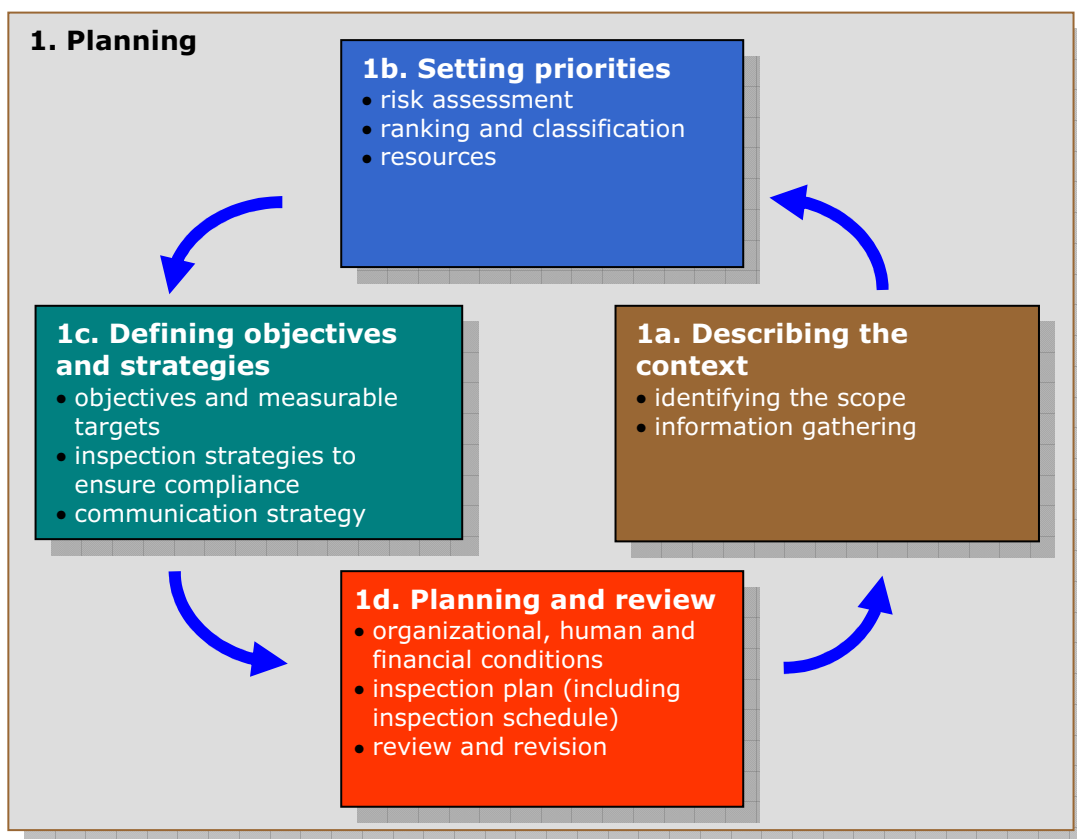 1. Planning
1b. Setting priorities
• risk assessment
• ranking and classification
• resources
1c. Defining objectives
and strategies
• objectives and measurable
targets
• inspection strategies to
ensure compliance
• communication strategy
1a. Describing the
context
• identifying the scope
• information gathering
1d. Planning and review
• organizational, human and
financial conditions
• inspection plan (including
inspection schedule)
• review and revision